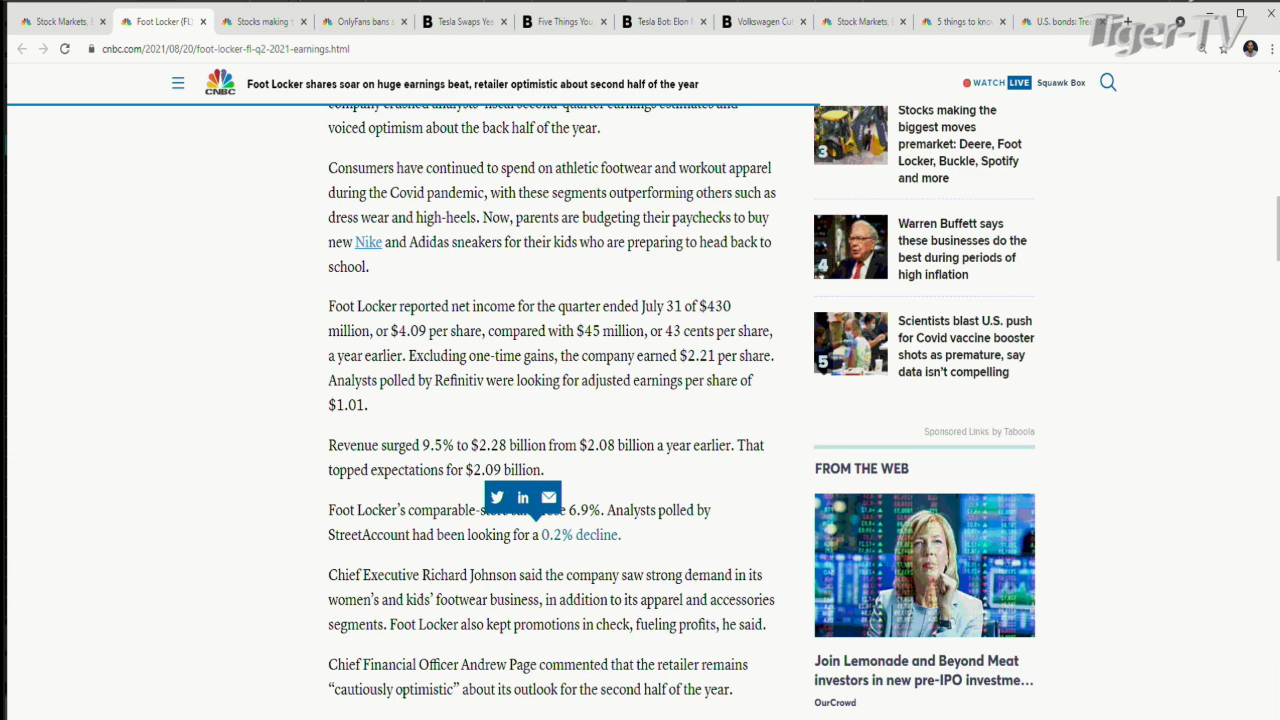 Stock Markets, E
Foot Locker (FL)
Stocks making t
OnlyFans bans s
Tesla Swaps Yea
Five Things You
Tesla Bot: Elon M
Volkswagen Cut
Stock Markets, E
5 things to kno
U.S. bonds: Trea
Tiger-TV
cnbc.com/2021/08/20/foot-locker-fl-q2-2021-earnings.html
CNBC
Foot Locker shares soar on huge earnings beat, retailer optimistic about second half of the year
WATCH LIVE Squawk Box
company crushed analysts' fiscal second-quarter earnings estimates and
voiced optimism about the back half of the year.
Consumers have continued to spend on athletic footwear and workout apparel
during the Covid pandemic, with these segments outperforming others such as
dress wear and high-heels. Now, parents are budgeting their paychecks to buy
new Nike and Adidas sneakers for their kids who are preparing to head back to
school.
Foot Locker reported net income for the quarter ended July 31 of $430
million, or $4.09 per share, compared with $45 million, or 43 cents per share,
a year earlier. Excluding one-time gains, the company earned $2.21 per share.
Analysts polled by Refinitiv were looking for adjusted earnings per share of
$1.01.
Revenue surged 9.5% to $2.28 billion from $2.08 billion a year earlier. That
topped expectations for $2.09 billion.
in
Foot Locker's comparable- 6.9%. Analysts polled by
StreetAccount had been looking for a 0.2% decline.
Chief Executive Richard Johnson said the company saw strong demand in its
women's and kids' footwear business, in addition to its apparel and accessories
segments. Foot Locker also kept promotions in check, fueling profits, he said.
Chief Financial Officer Andrew Page commented that the retailer remains
"cautiously optimistic" about its outlook for the second half of the year.
3
Stocks making the
biggest moves
premarket: Deere, Foot
Locker, Buckle, Spotify
and more
4
Warren Buffett says
these businesses do the
best during periods of
high inflation
5
Scientists blast U.S. push
for Covid vaccine booster
shots as premature, say
data isn't compelling
Sponsored Links by Taboola
FROM THE WEB
Join Lemonade and Beyond Meat
investors in new pre-IPO investme...
OurCrowd